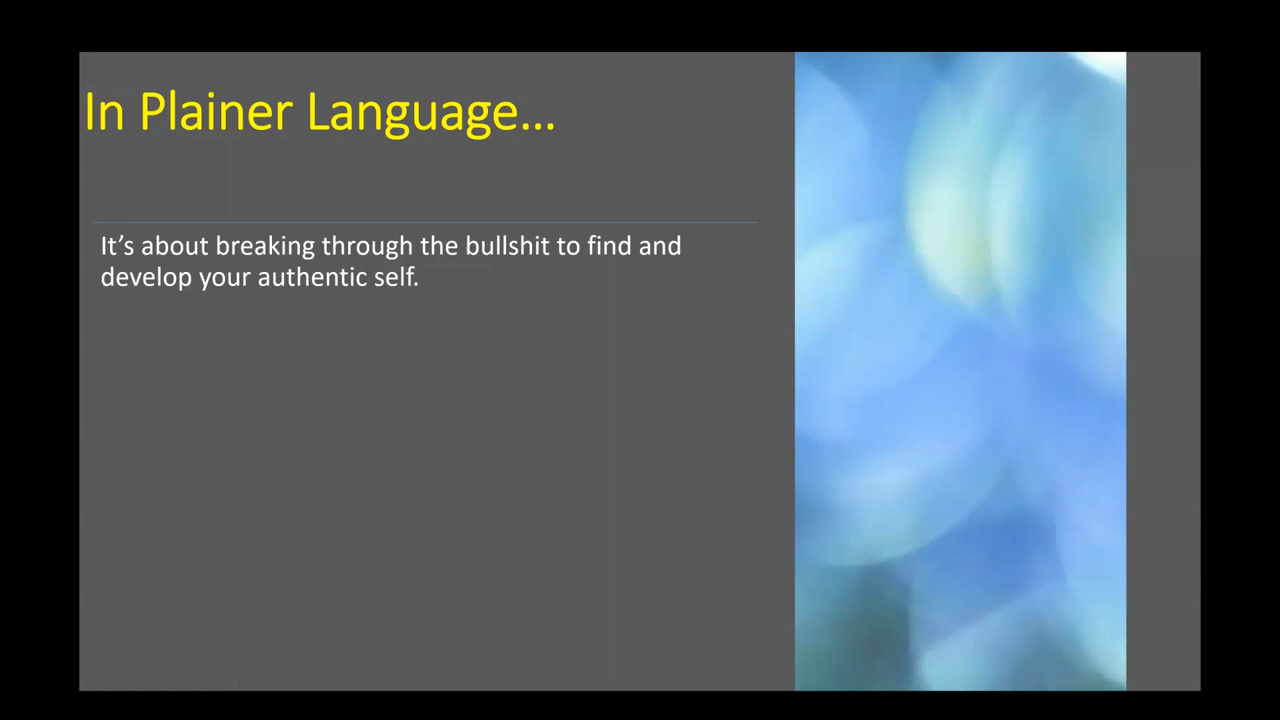 In Plainer Language...
It’s about breaking through the bullshit to find and
develop your authentic self.